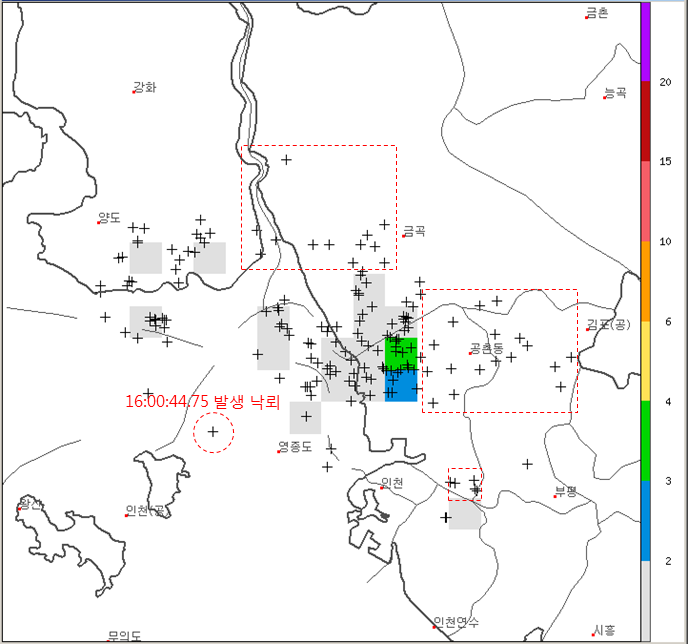 금촌
강화
능곡
20
15
양도
금곡
10
6
김포(공)
공촌동
4
16:00:44.75 발생 낙뢰
영종도
인천
3
부평
왕산
인천(공)
2
인천연수
시흥
무의도